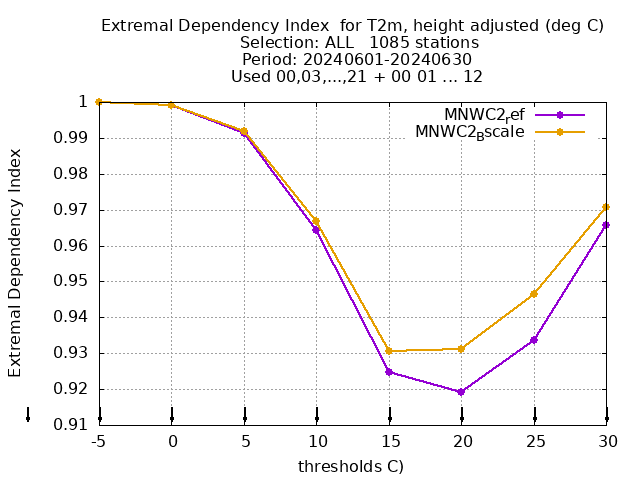 Extremal Dependency Index  for T2m, height adjusted (deg C)
Selection: ALL   1085 stations
Period: 20240601-20240630
Used 00,03,...,21 + 00 01 ... 12
MNWC2ref
MNWC2Bscale
1
0.99
0.98
0.97
0.96
0.95
0.94
0.93
0.92
0.91
Extremal Dependency Index
-5 0 5 10 15 20 25 30
thresholds C)